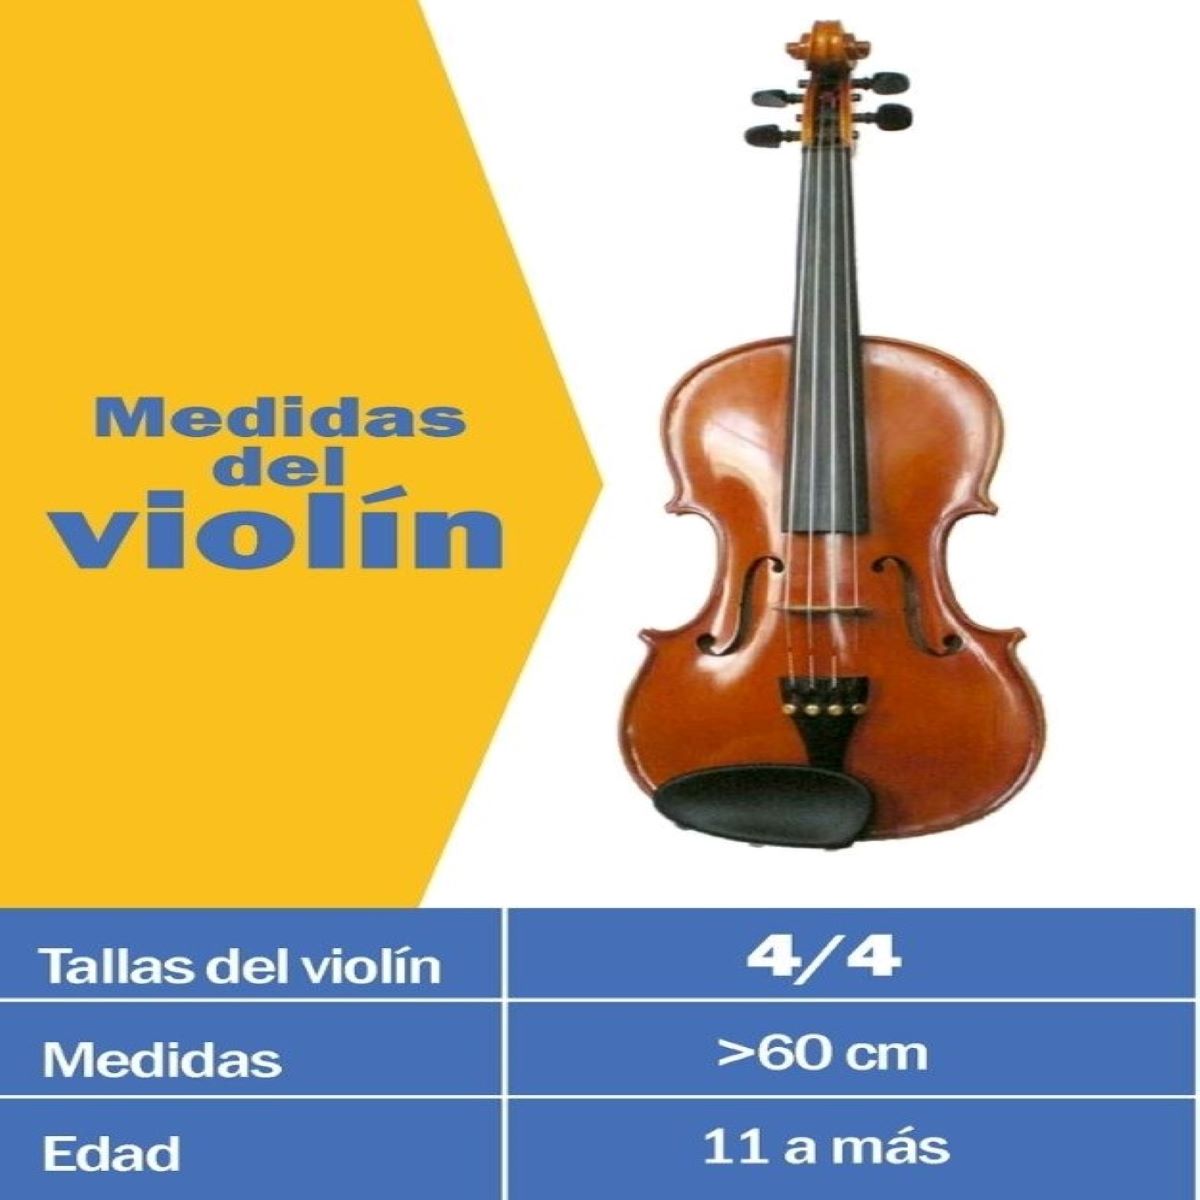 Medidas
del
violín
Tallas del violín 4/4
Medidas >60 cm
Edad 11 a más